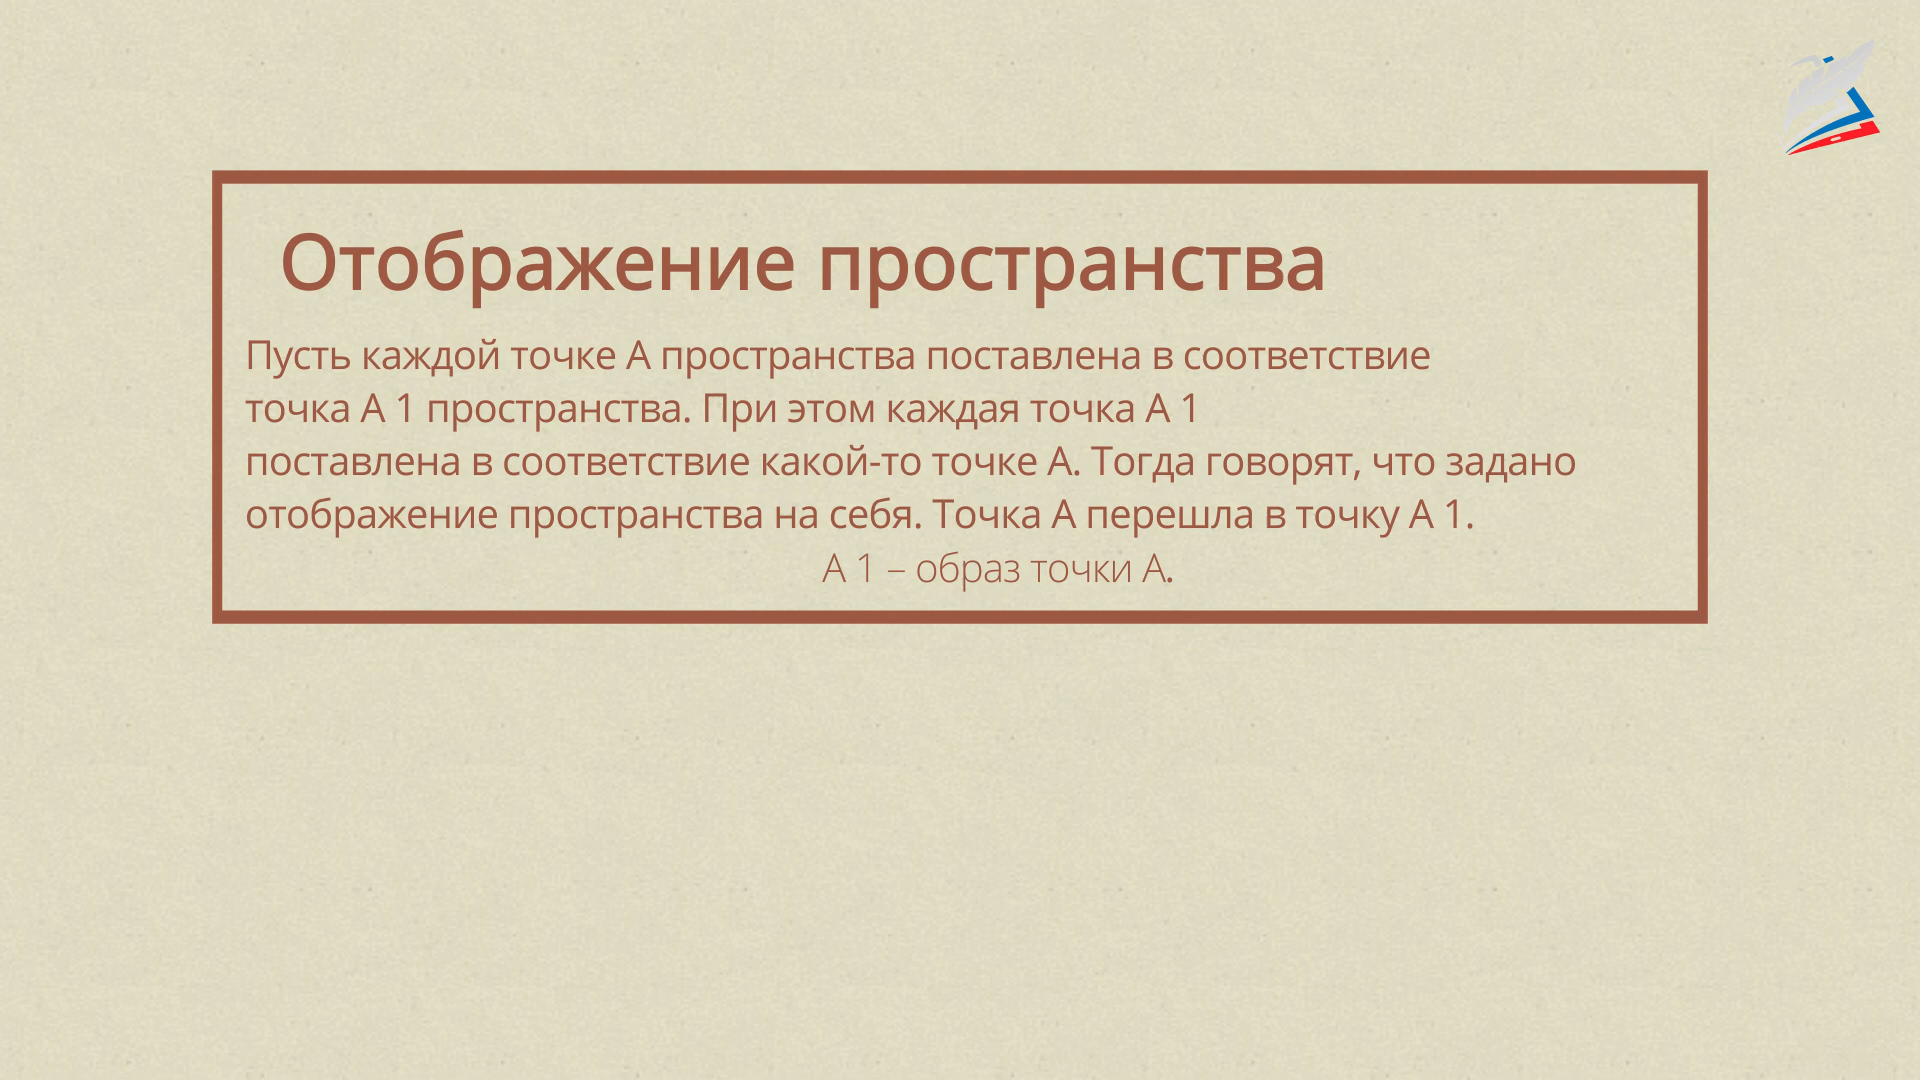 Отображение пространства
Пусть каждой точке А пространства поставлена в соответствие
точка А 1 пространства. При этом каждая точка А 1
поставлена в соответствие какой-то точке А. Тогда говорят, что задано
отображение пространства на себя. Точка А перешла в точку А 1.
А 1 – образ точки А.